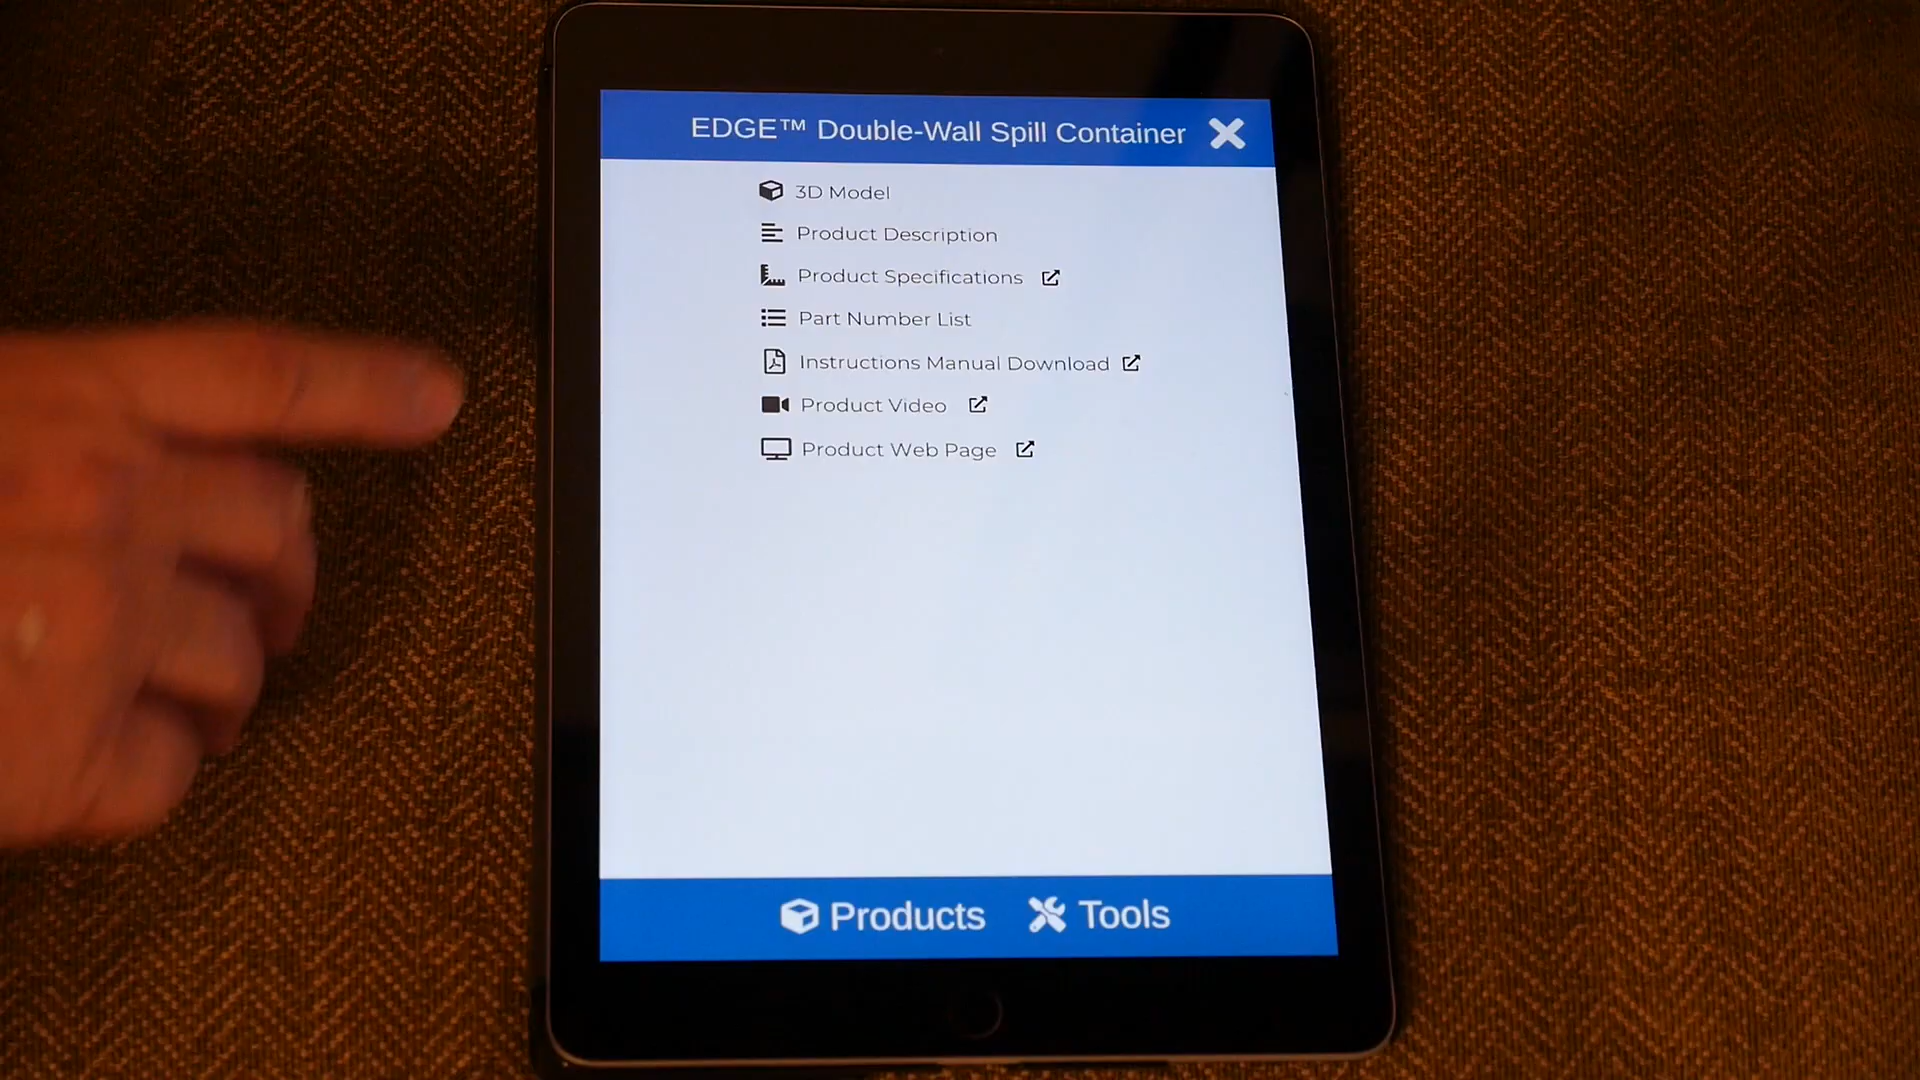 EDGE™ Double-Wall Spill Container
3D Model
Product Description
Product Specifications
Part Number List
Instructions Manual Download
Product Video
Product Web Page
Products Tools